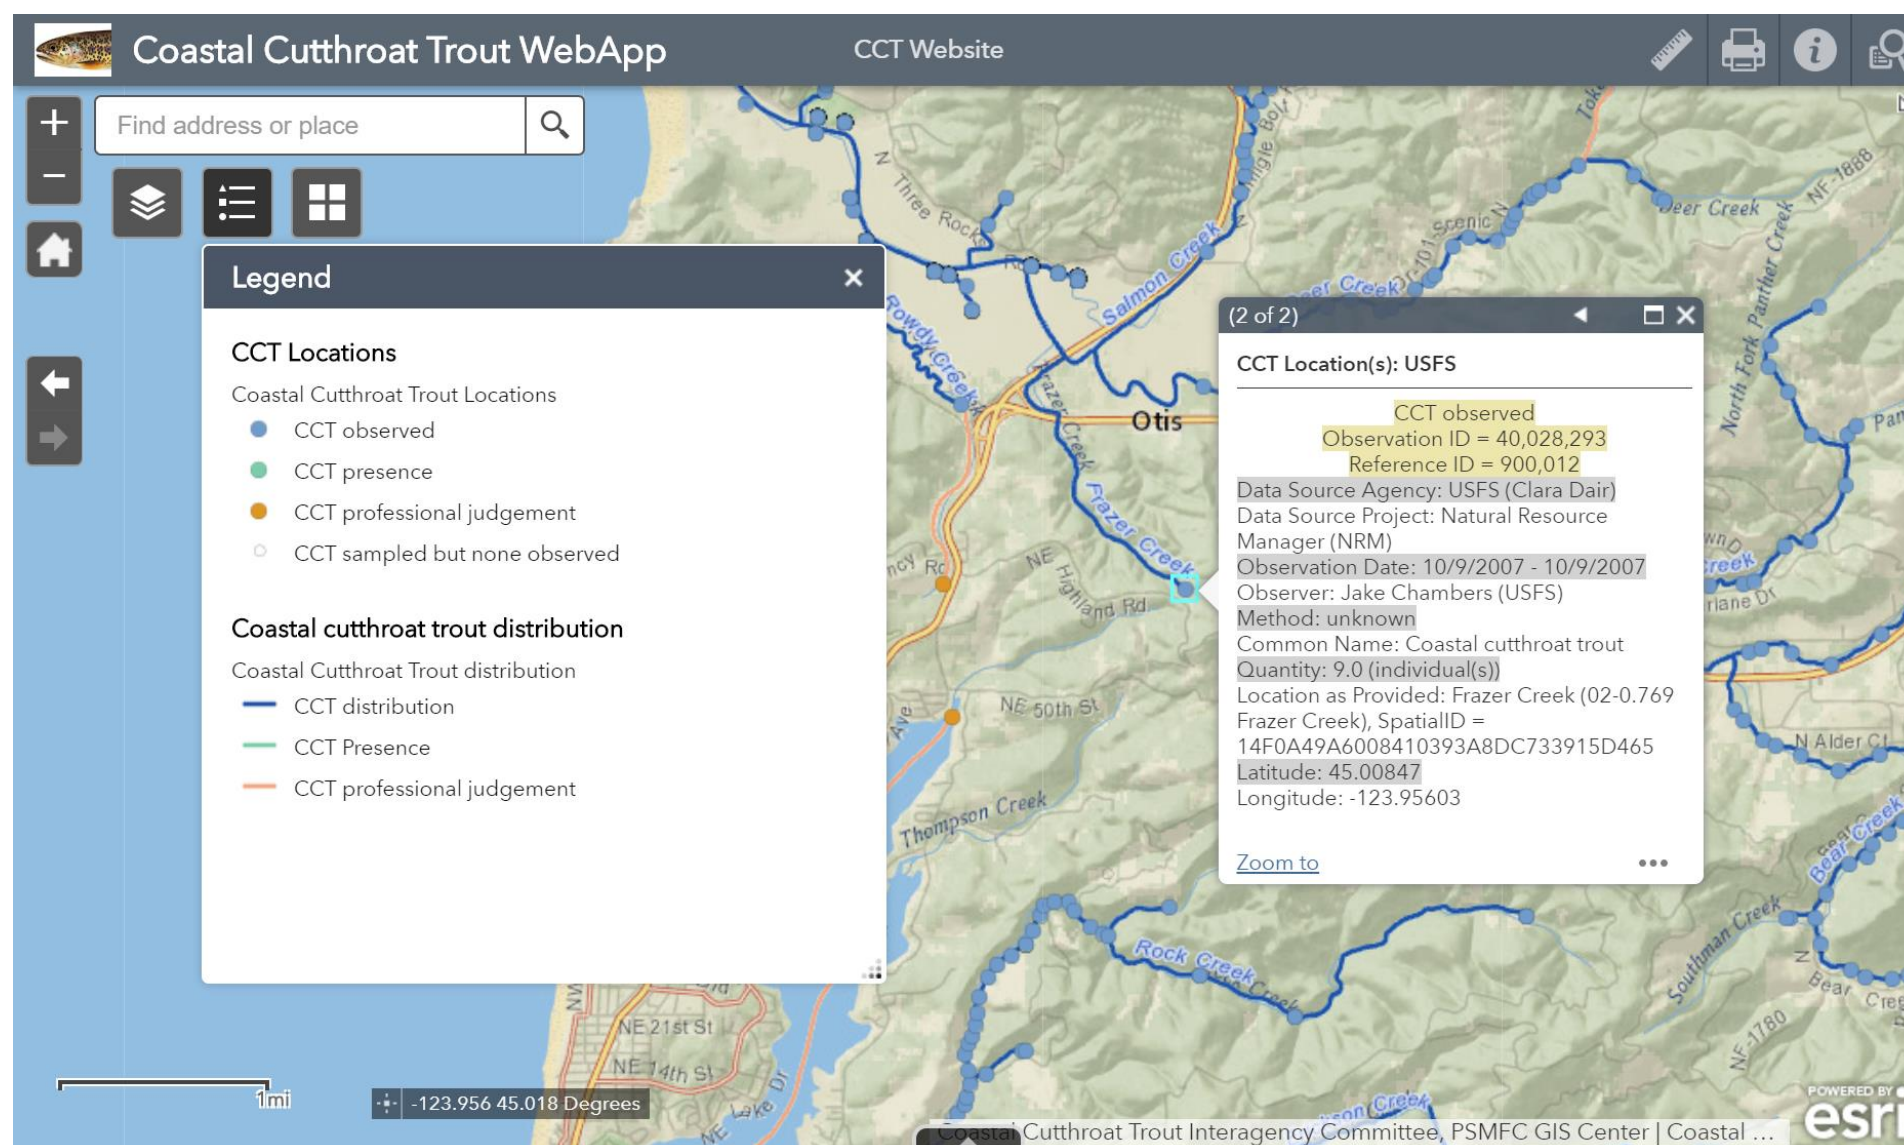 Coastal Cutthroat Trout WebApp
CCT Website
Find address or place
Legend
CCT Locations
Coastal Cutthroat Trout Locations
CCT observed
CCT presence
CCT professional judgement
CCT sampled but none observed
Coastal cutthroat trout distribution
Coastal Cutthroat Trout distribution
CCT distribution
CCT Presence
CCT professional judgement
(2 of 2)
CCT Location(s): USFS
CCT observed
Observation ID = 40,028,293
Reference ID = 900,012
Data Source Agency: USFS (Clara Dair)
Data Source Project: Natural Resource
Manager (NRM)
Observation Date: 10/9/2007 - 10/9/2007
Observer: Jake Chambers (USFS)
Method: unknown
Common Name: Coastal cutthroat trout
Quantity: 9.0 (individual(s))
Location as Provided: Frazer Creek (02-0.769
Frazer Creek), SpatialID =
14F0A49A6008410393A8DC733915D465
Latitude: 45.00847
Longitude: -123.95603
Zoom to
N Three Rocks
Salmon Creek
Rowdy Creek
Frazer Creek
Frazer Creek
Otis
Scenic
Deer Creek
Deer Creek
NF-1888
North Fork Panther Creek
NE Highland Rd
NE 50th St
Thompson Creek
N Alder Ct
Rock Creek
Bear Creek
Southman Creek
N Bear
NF-1780
NE 21st St
NE 14th St
1mi
-123.956 45.018 Degrees
Coastal Cutthroat Trout Interagency Committee, PSMFC GIS Center | Coastal ...
POWERED BY
esri